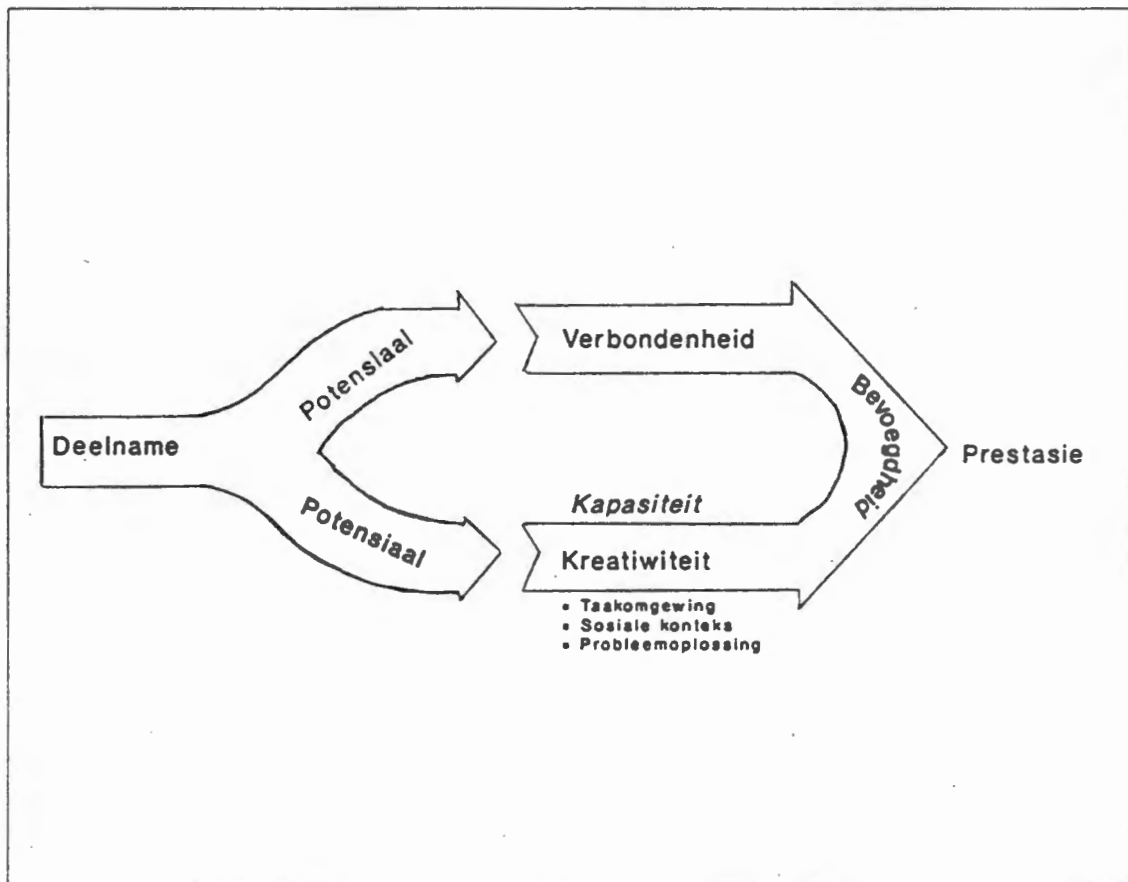 Deelname
Potensiaal
Potensiaal
Verbondenheid
Kapasiteit
Kreatiwiteit
▪ Taakomgewing
▪ Sosiale konteks
▪ Probleemoplossing
Bevoegdheid
Prestasie